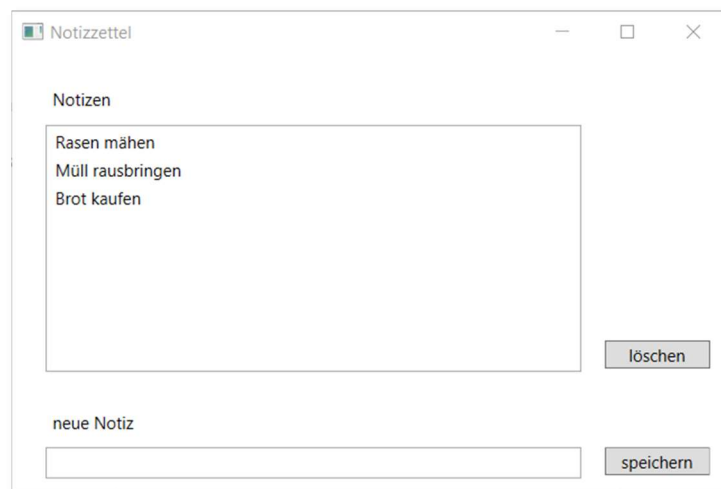 Notizzettel
Notizen
Rasen mähen
Müll rausbringen
Brot kaufen
löschen
neue Notiz
speichern